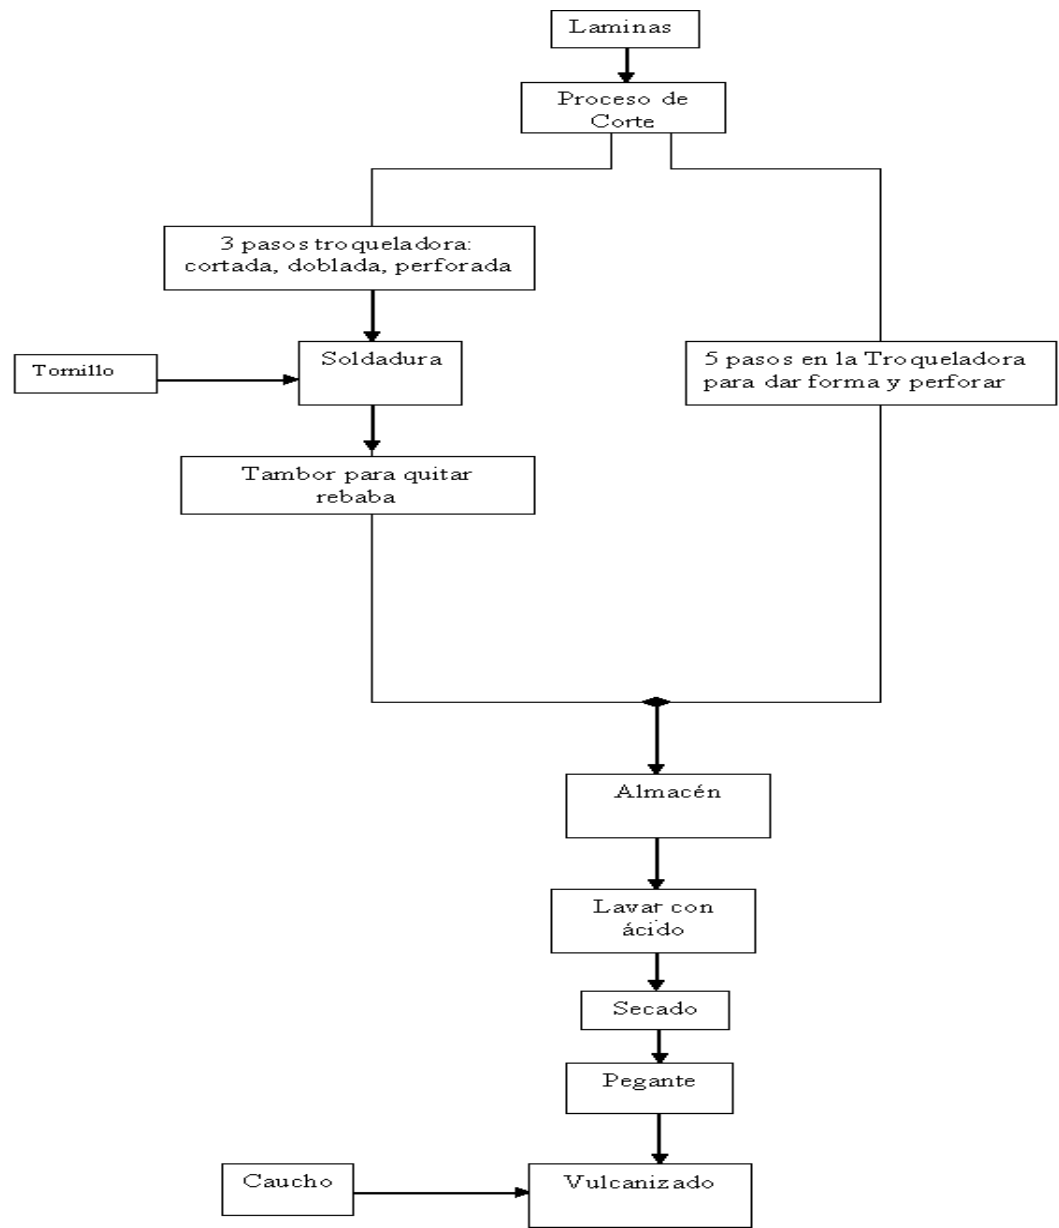 Laminas
Proceso de
Corte
3 pasos troqueladora:
cortada, doblada, perforada
Soldadura
Tornillo
5 pasos en la Troqueladora
para dar forma y perforar
Tambor para quitar
rebaba
Almacén
Lavar con
ácido
Secado
Pegante
Caucho
Vulcanizado